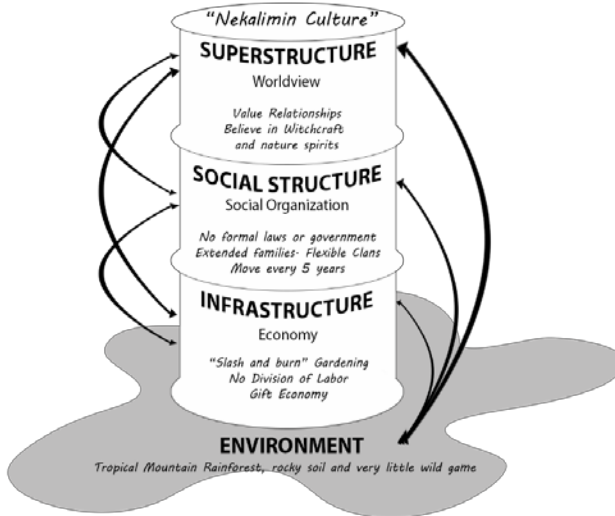 "Nekalimin Culture"
SUPERSTRUCTURE
Worldview
Value Relationships
Believe in Witchcraft
and nature spirits
SOCIAL STRUCTURE
Social Organization
No formal laws or government
Extended families- Flexible Clans
Move every 5 years
INFRASTRUCTURE
Economy
"Slash and burn" Gardening
No Division of Labor
Gift Economy
ENVIRONMENT
Tropical Mountain Rainforest, rocky soil and very little wild game